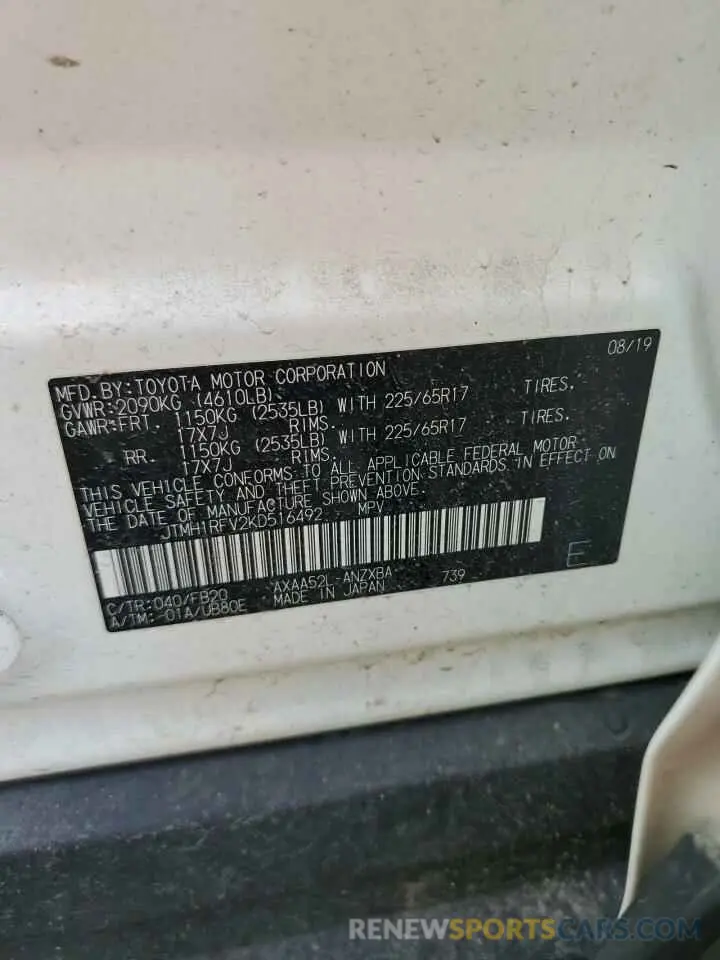 08/19
MFD.BY:TOYOTA MOTOR CORPORATION
GVWR:2090KG (4610LB)
GAWR:FRT. 1150KG (2535LB) WITH 225/65R17 TIRES.
17X7J RIMS.
RR. 1150KG (2535LB) WITH 225/65R17 TIRES.
17X7J RIMS.
THIS VEHICLE CONFORMS TO ALL APPLICABLE FEDERAL MOTOR
VEHICLE SAFETY AND THEFT PREVENTION STANDARDS IN EFFECT ON
THE DATE OF MANUFACTURE SHOWN ABOVE.
JTMH1RFV2KD516492 MPV
E
C/TR:040/FB20 AXAA52L-ANZXBA 739
A/TM:-01A/UB80E MADE IN JAPAN
RENEWSPORTSCARS.COM